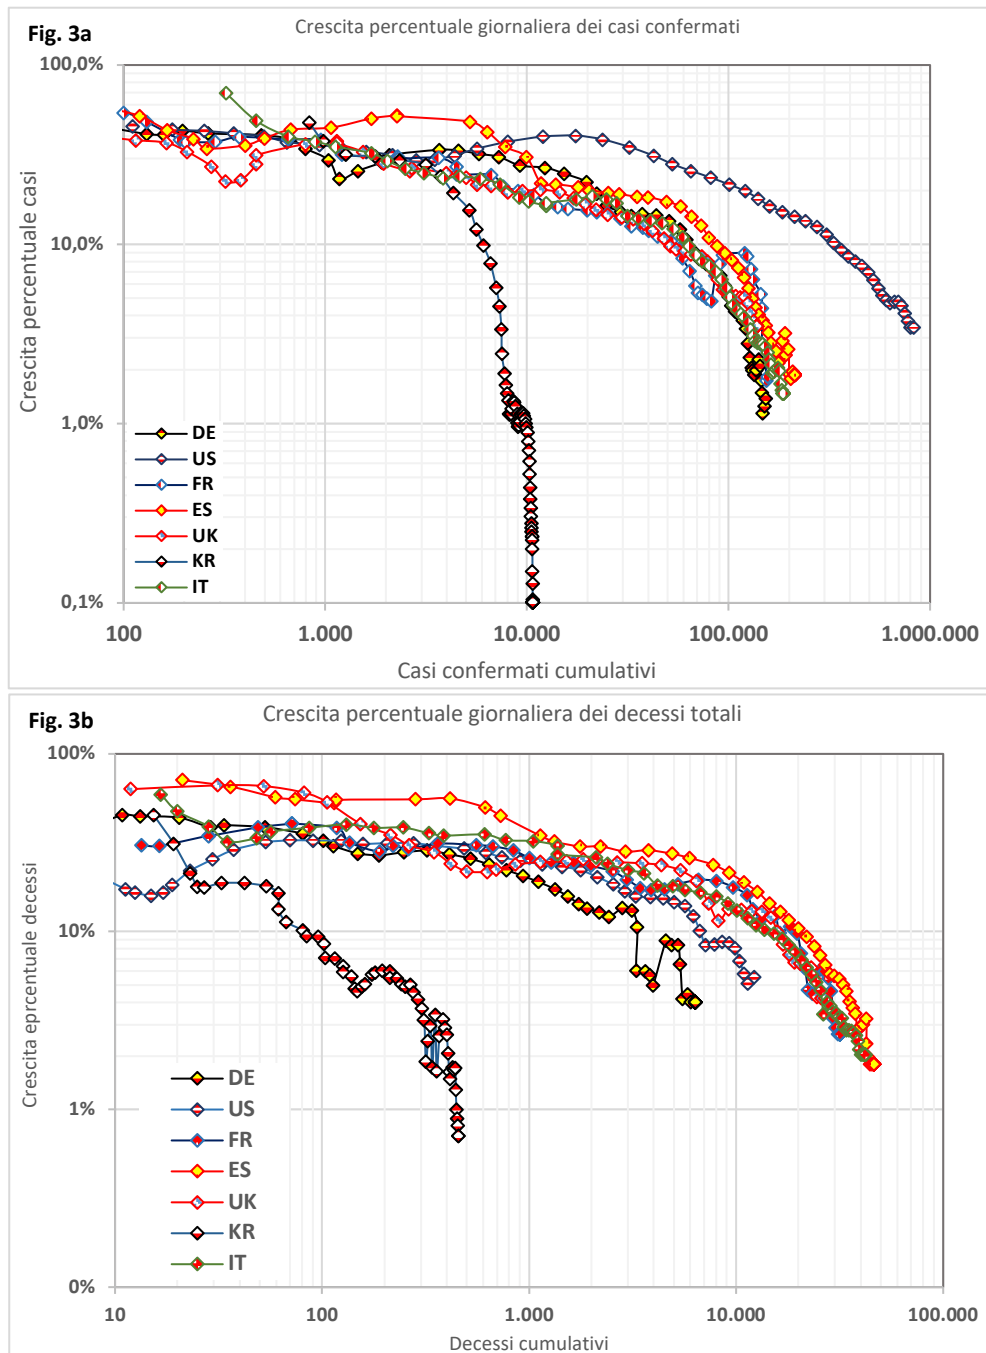 Fig. 3a
Crescita percentuale giornaliera dei casi confermati
100,0%
10,0%
1,0%
0,1%
Crescita percentuale casi
DE
US
FR
ES
UK
KR
IT
100
1.000
10.000
100.000
1.000.000
Casi confermati cumulativi
Fig. 3b
Crescita percentuale giornaliera dei decessi totali
100%
10%
1%
0%
Crescita eprcentuale decessi
DE
US
FR
ES
UK
KR
IT
10
100
1.000
10.000
100.000
Decessi cumulativi